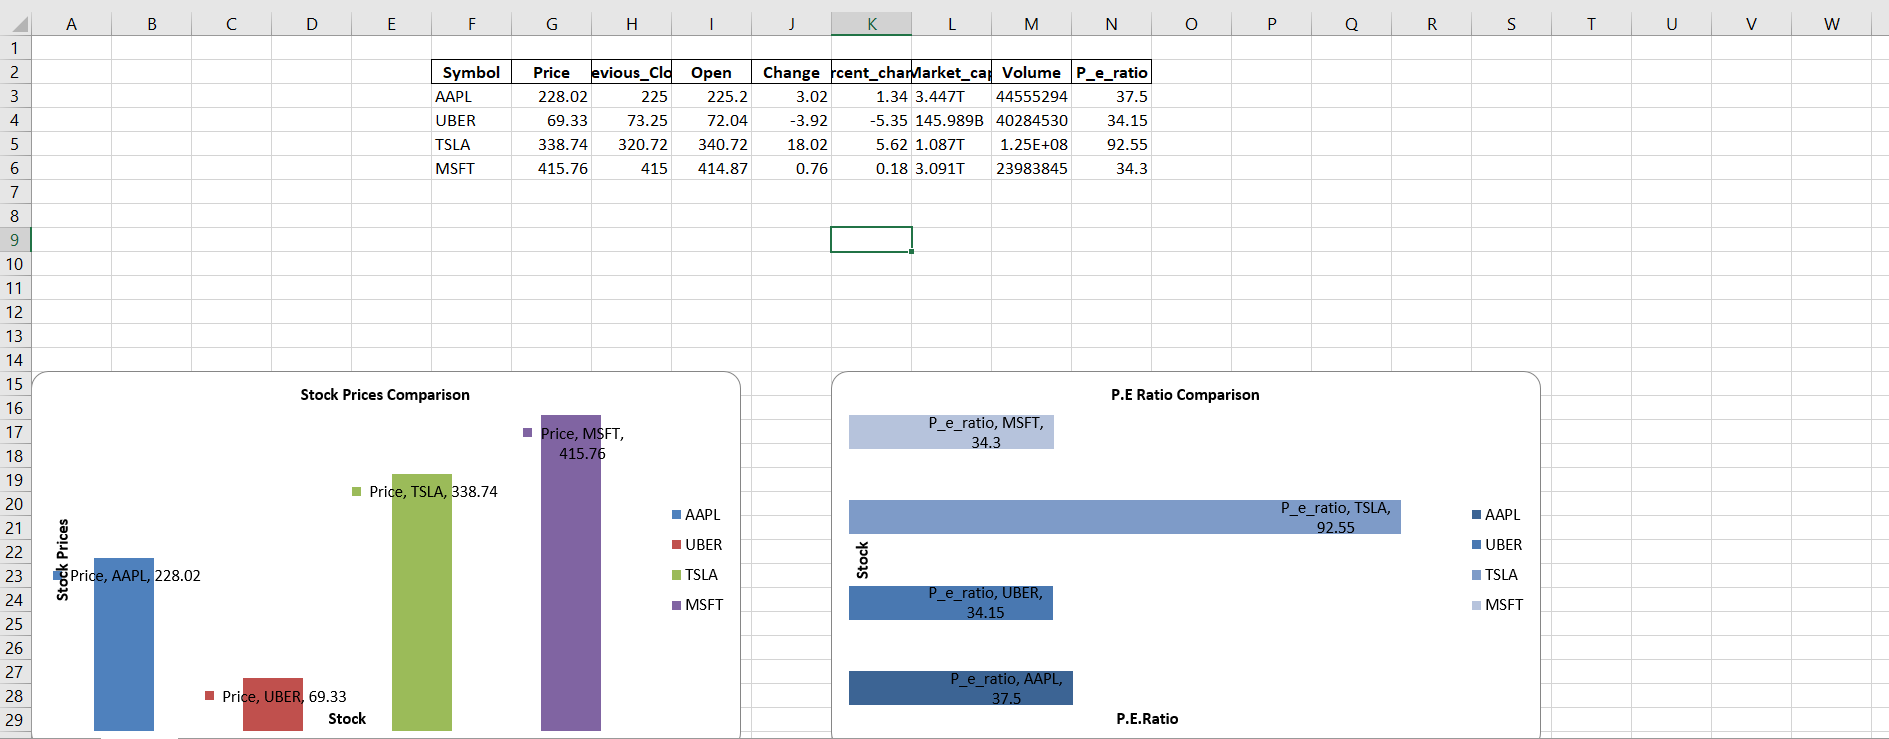 A B C D E F G H I J K L M N O P Q R S T U V W
1
2 Symbol Price evious_Clo Open Change rcent_char Market_cap Volume P_e_ratio
3 AAPL 228.02 225 225.2 3.02 1.34 3.447T 44555294 37.5
4 UBER 69.33 73.25 72.04 -3.92 -5.35 145.989B 40284530 34.15
5 TSLA 338.74 320.72 340.72 18.02 5.62 1.087T 1.25E+08 92.55
6 MSFT 415.76 415 414.87 0.76 0.18 3.091T 23983845 34.3
7
8
9
10
11
12
13
14
15
16
17
18
19
20
21
22
23
24
25
26
27
28
29
Stock Prices Comparison
Price, MSFT,
415.76
Price, TSLA, 338.74
Price, AAPL, 228.02
Price, UBER, 69.33
Stock Prices
Stock
AAPL
UBER
TSLA
MSFT
P.E Ratio Comparison
P_e_ratio, MSFT,
34.3
P_e_ratio, TSLA,
92.55
P_e_ratio, UBER,
34.15
P_e_ratio, AAPL,
37.5
Stock
P.E.Ratio
AAPL
UBER
TSLA
MSFT